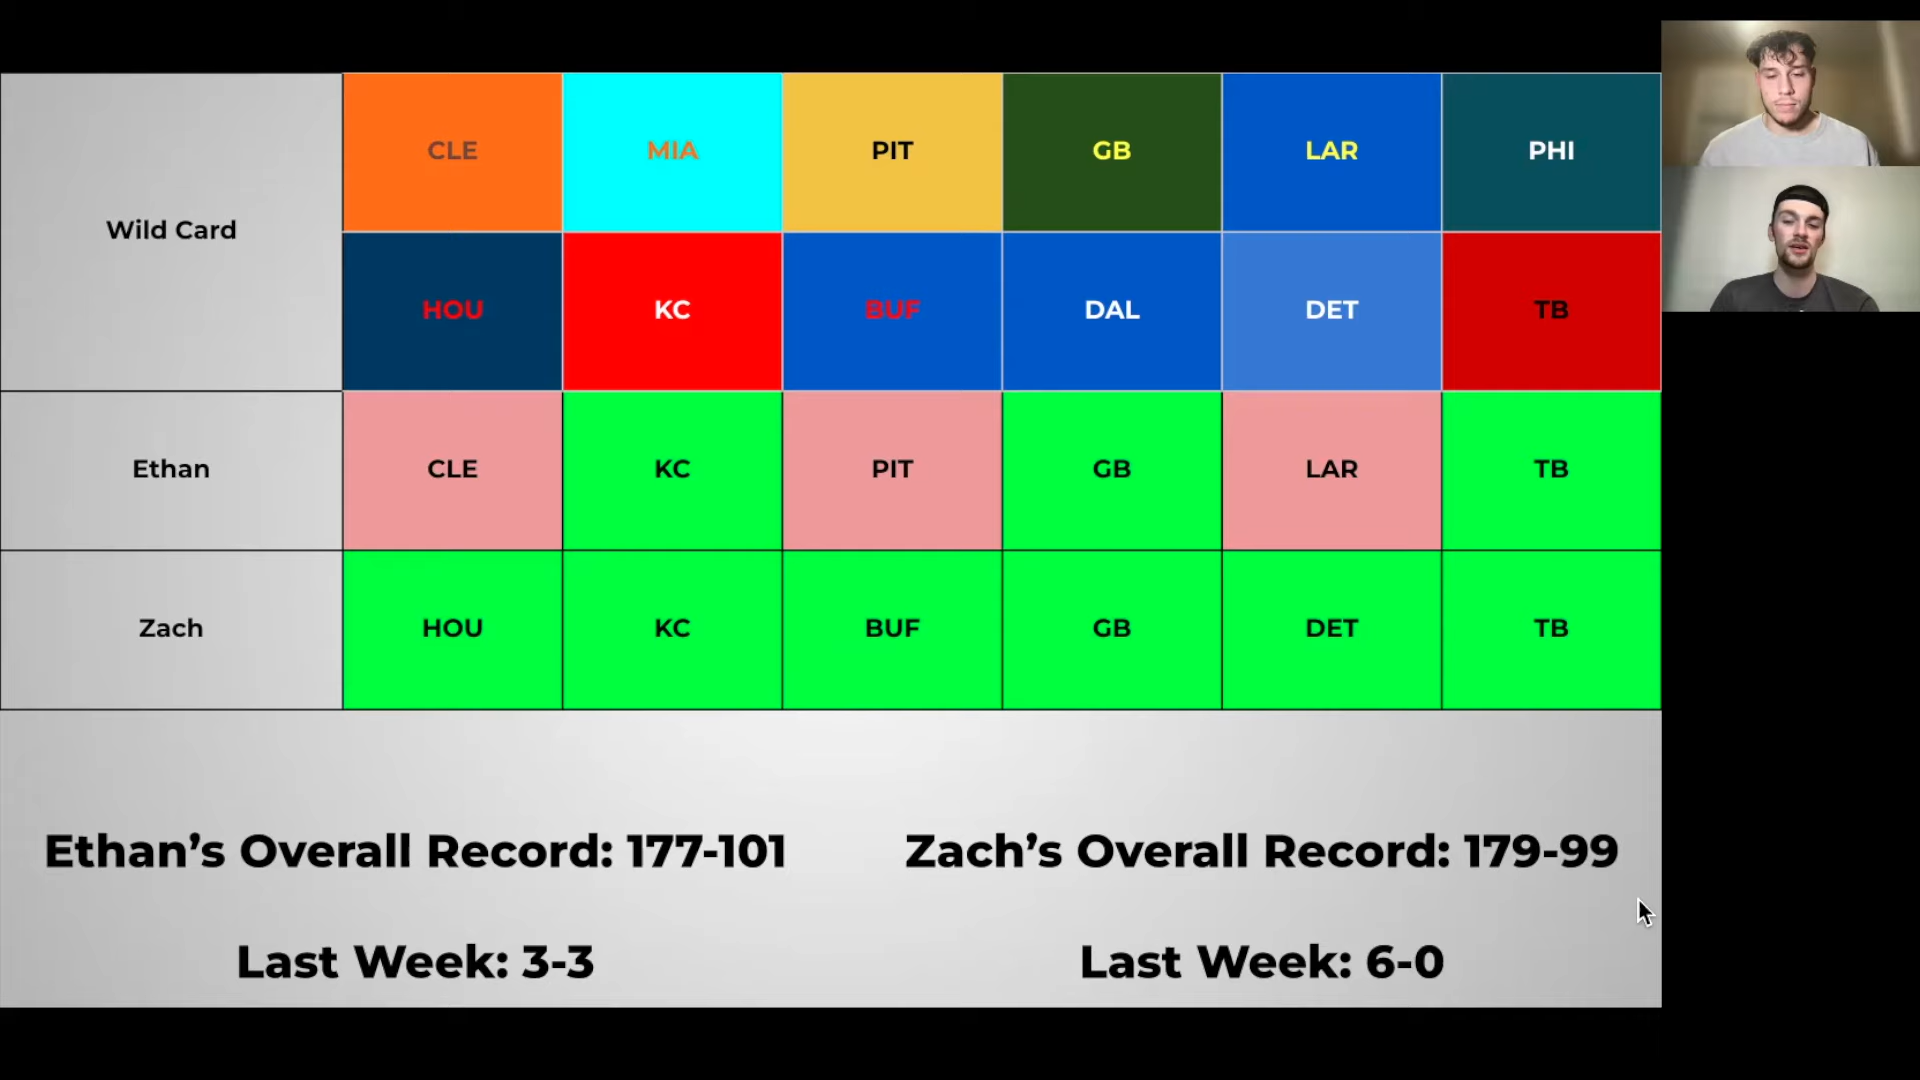 Wild Card
CLE MIA PIT GB LAR PHI
HOU KC BUF DAL DET TB
Ethan CLE KC PIT GB LAR TB
Zach HOU KC BUF GB DET TB
Ethan’s Overall Record: 177-101
Zach’s Overall Record: 179-99
Last Week: 3-3
Last Week: 6-0